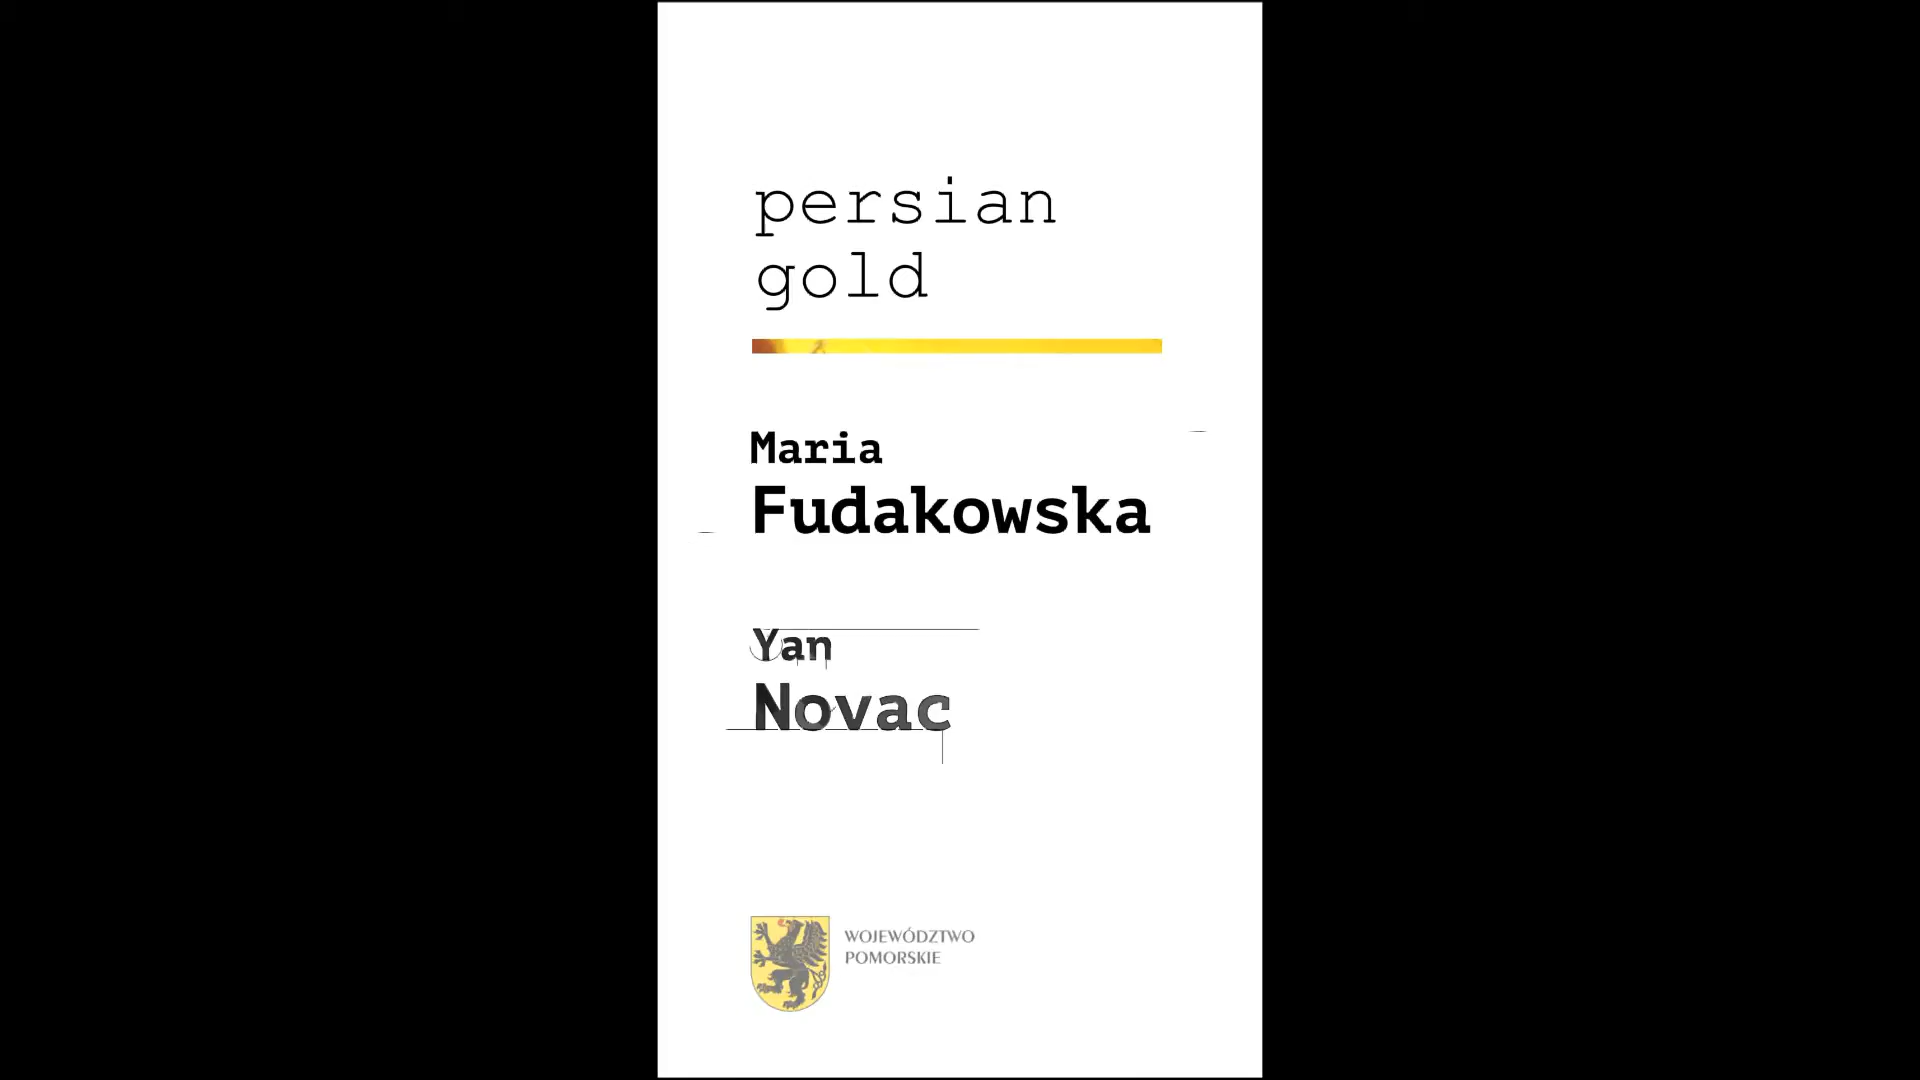 persian
gold
Maria
Fudakowska
Yan
Novac
WOJEWÓDZTWO
POMORSKIE